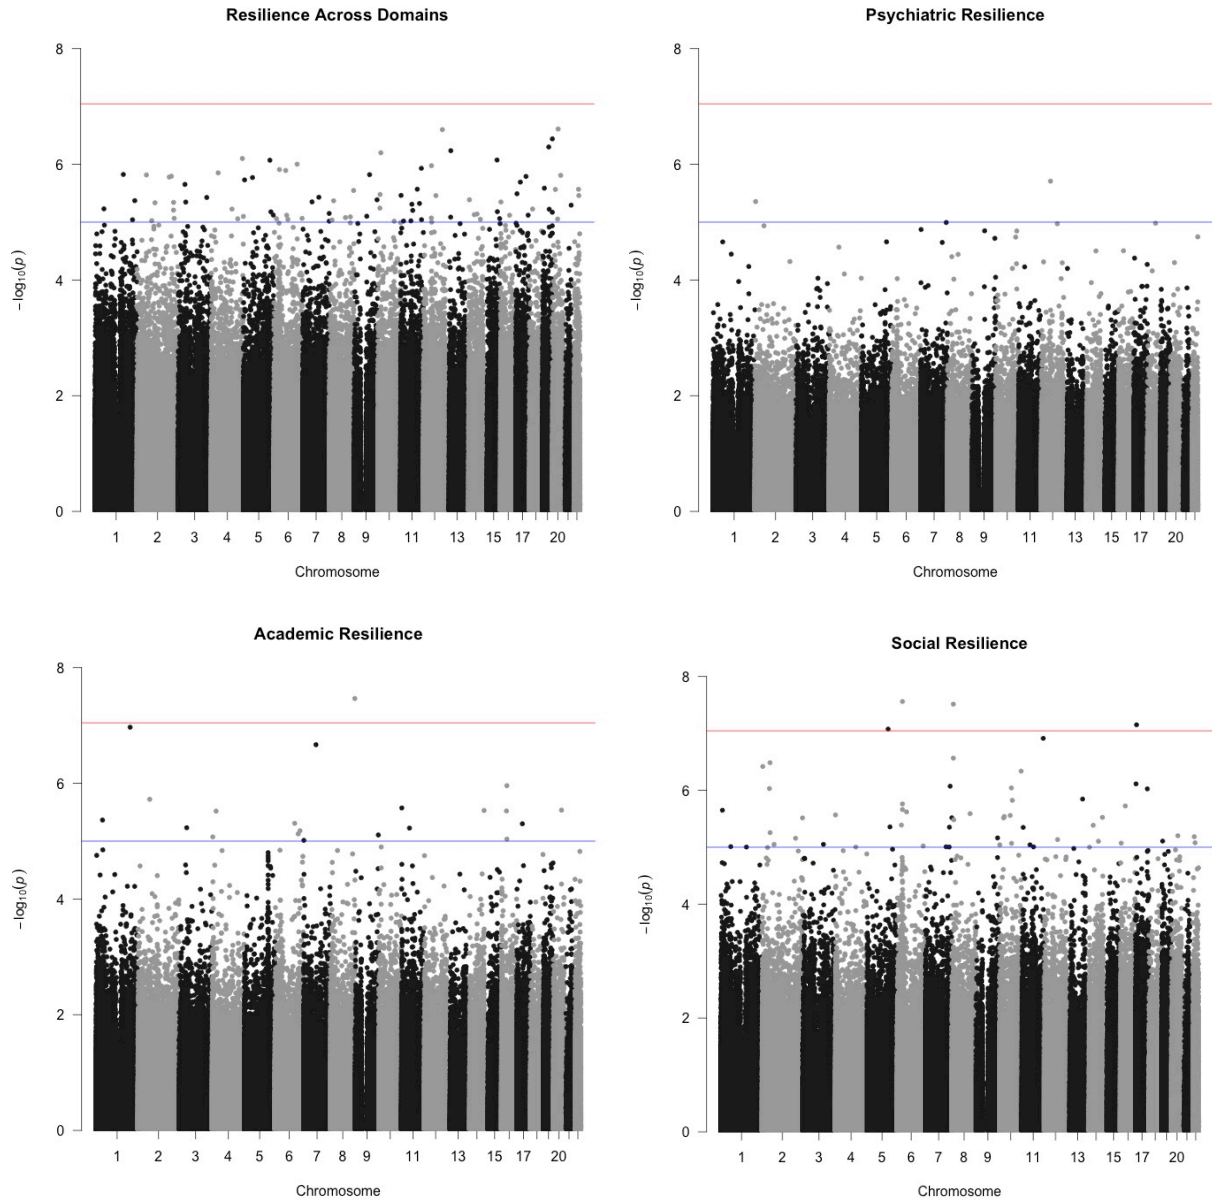 Resilience Across Domains
8
6
4
2
0
−log10(p)
1 2 3 4 5 6 7 8 9 11 13 15 17 20
Chromosome
Psychiatric Resilience
8
6
4
2
0
−log10(p)
1 2 3 4 5 6 7 8 9 11 13 15 17 20
Chromosome
Academic Resilience
8
6
4
2
0
−log10(p)
1 2 3 4 5 6 7 8 9 11 13 15 17 20
Chromosome
Social Resilience
8
6
4
2
0
−log10(p)
1 2 3 4 5 6 7 8 9 11 13 15 17 20
Chromosome